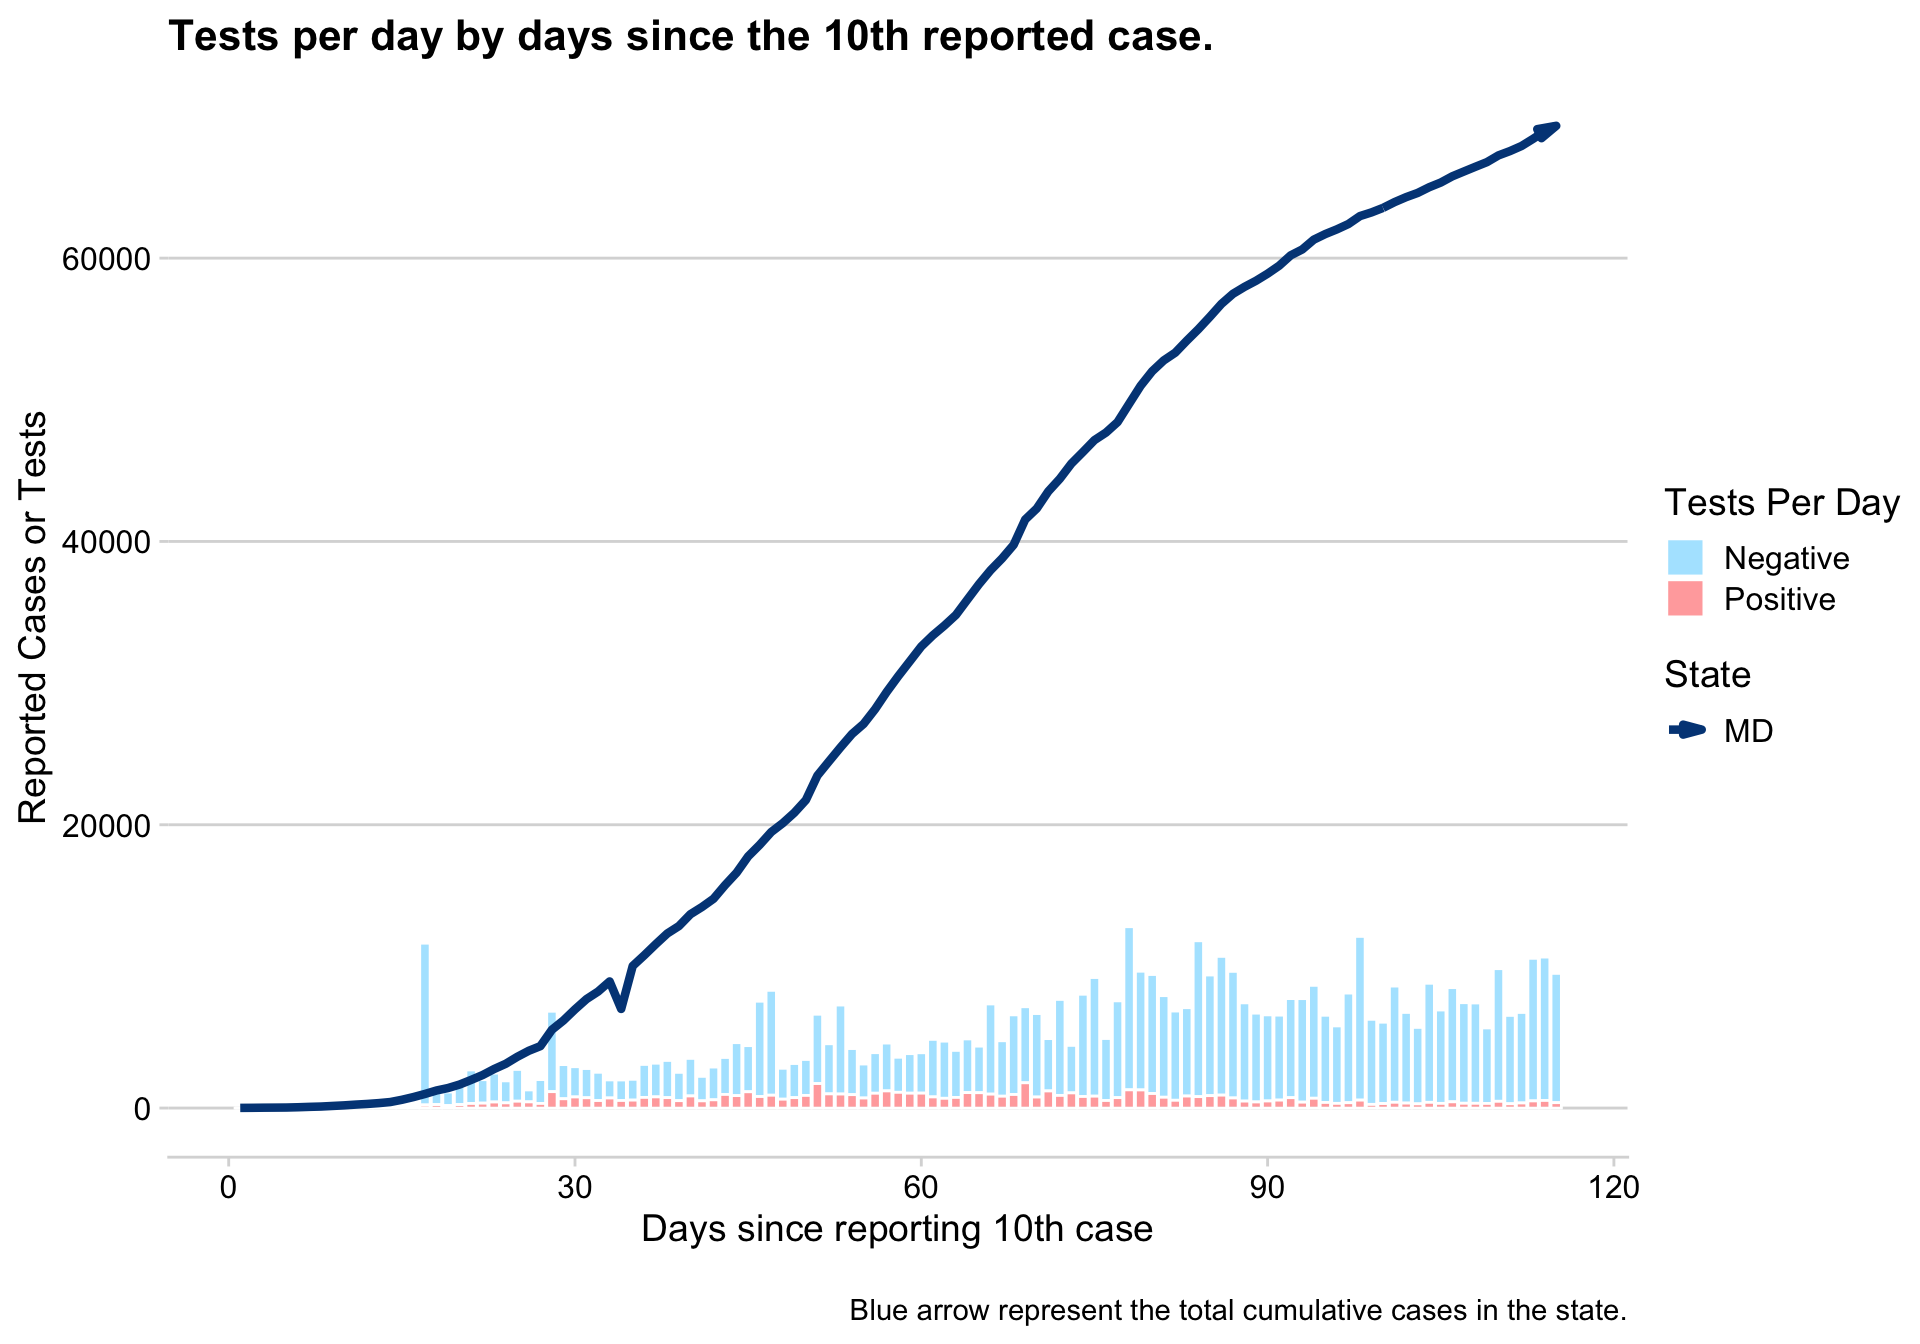 Tests per day by days since the 10th reported case.
Reported Cases or Tests
60000
40000
20000
0
0
30
60
90
120
Days since reporting 10th case
Tests Per Day
Negative
Positive
State
MD
Blue arrow represent the total cumulative cases in the state.